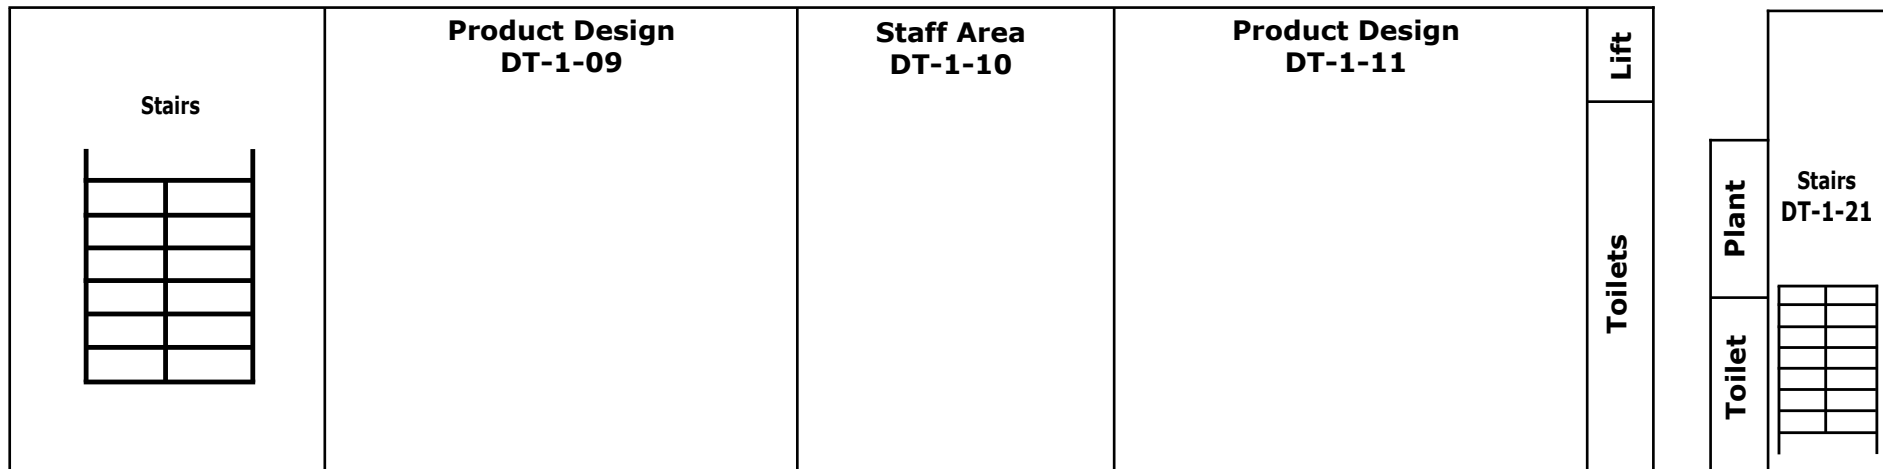 Stairs
Product Design
DT-1-09
Staff Area
DT-1-10
Product Design
DT-1-11
Lift
Toilets
Plant
Toilet
Stairs
DT-1-21